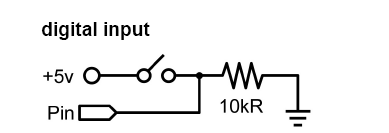 digital input
+5v
Pin
10kR